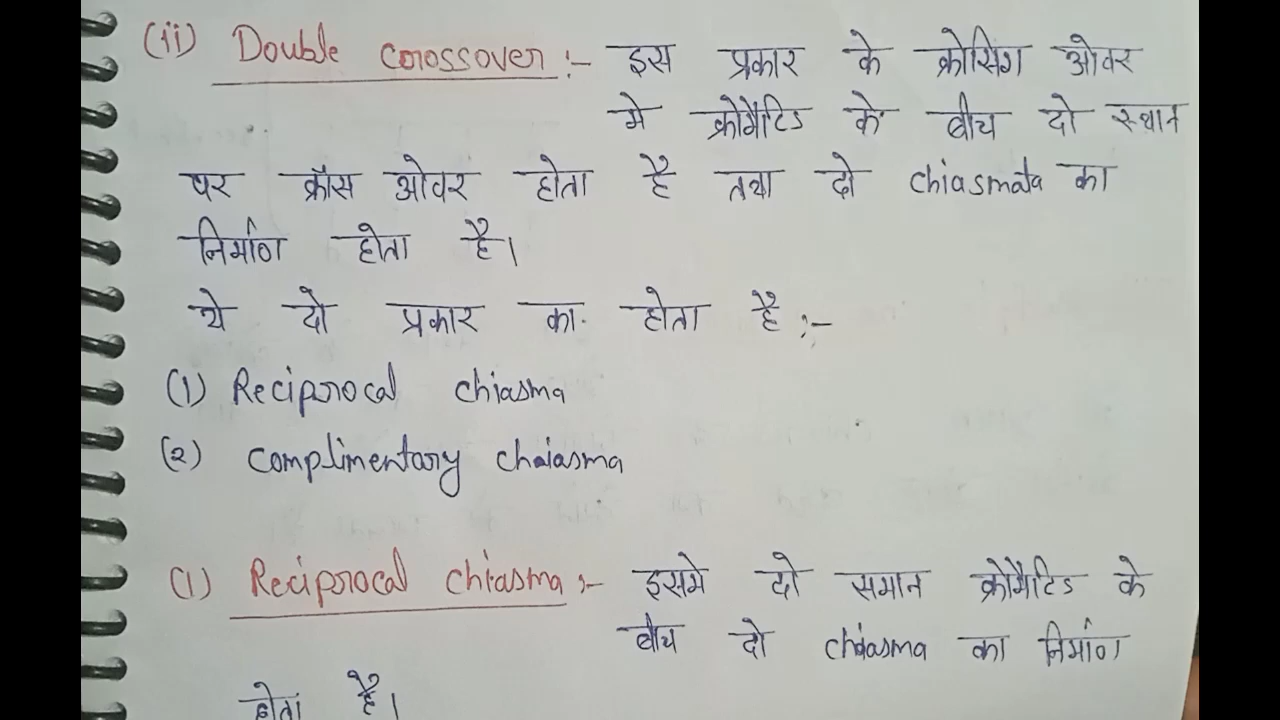 (ii) Double crossover :- इस प्रकार के क्रोसिंग ओवर
मे क्रोमैटिड के बीच दो स्थान
पर क्रॉस ओवर होता है तथा दो chiasmata का
निर्माण होता है।
ये दो प्रकार का होता है :-
(1) Reciprocal chiasma
(2) Complimentary chaiasma
(1) Reciprocal chiasma :- इसमे दो समान क्रोमैटिड के
बीच दो chiasma का निर्माण
होता है।